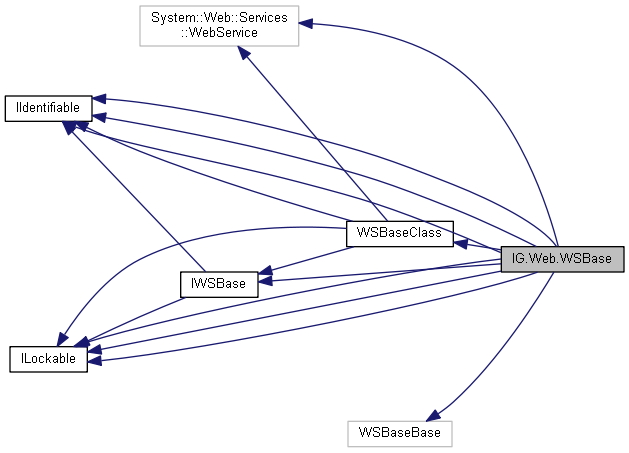 System::Web::Services
::WebService
IIdentifiable
WSBaseClass
IG.Web.WSBase
IWSBase
ILockable
WSBaseBase